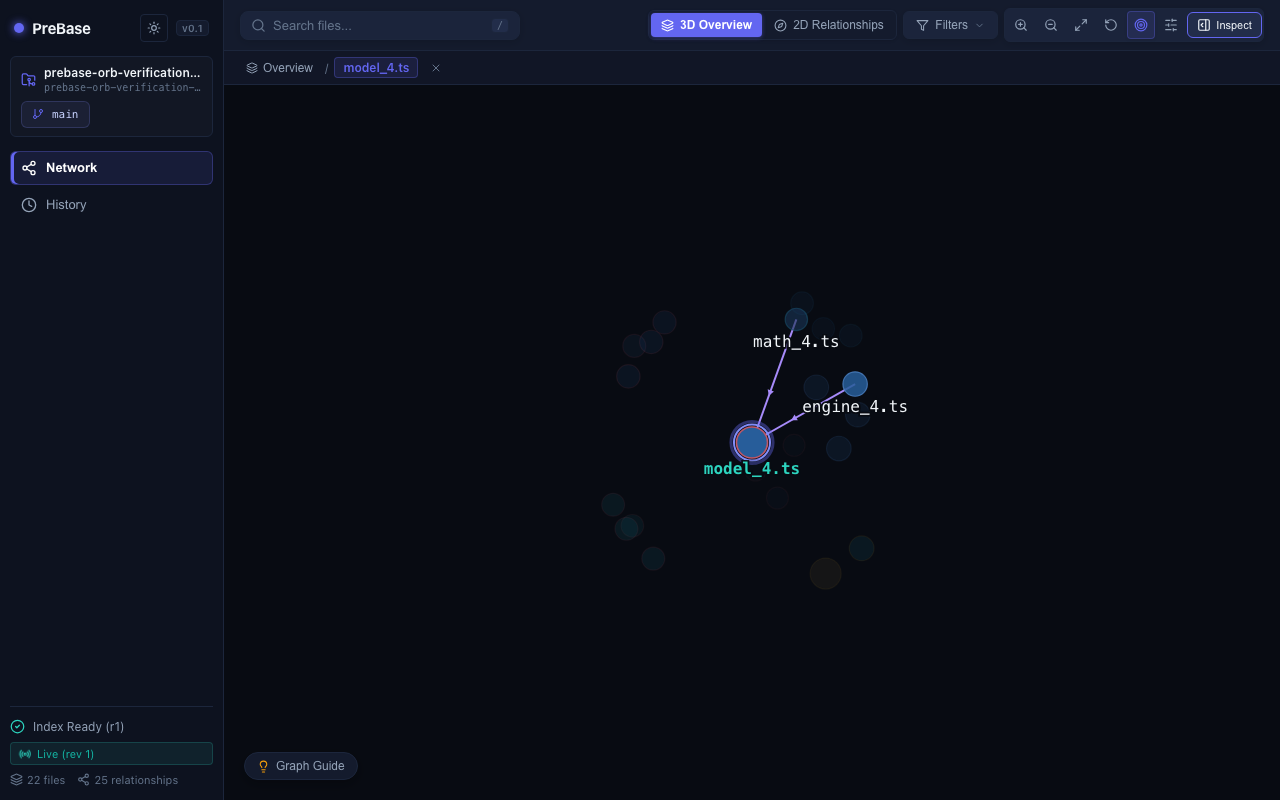 PreBase
v0.1
prebase-orb-verification...
prebase-orb-verification-…
main
Network
History
Index Ready (r1)
Live (rev 1)
22 files
25 relationships
Search files...
/
3D Overview
2D Relationships
Filters
Inspect
Overview
/
model_4.ts
math_4.ts
engine_4.ts
model_4.ts
Graph Guide